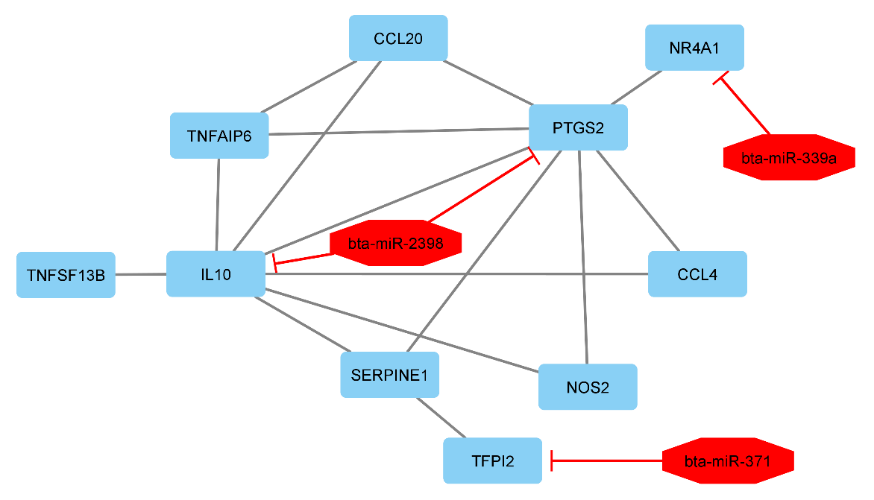 CCL20
NR4A1
TNFAIP6
PTGS2
bta-miR-339a
bta-miR-2398
TNFSF13B
IL10
CCL4
SERPINE1
NOS2
TFPI2
bta-miR-371